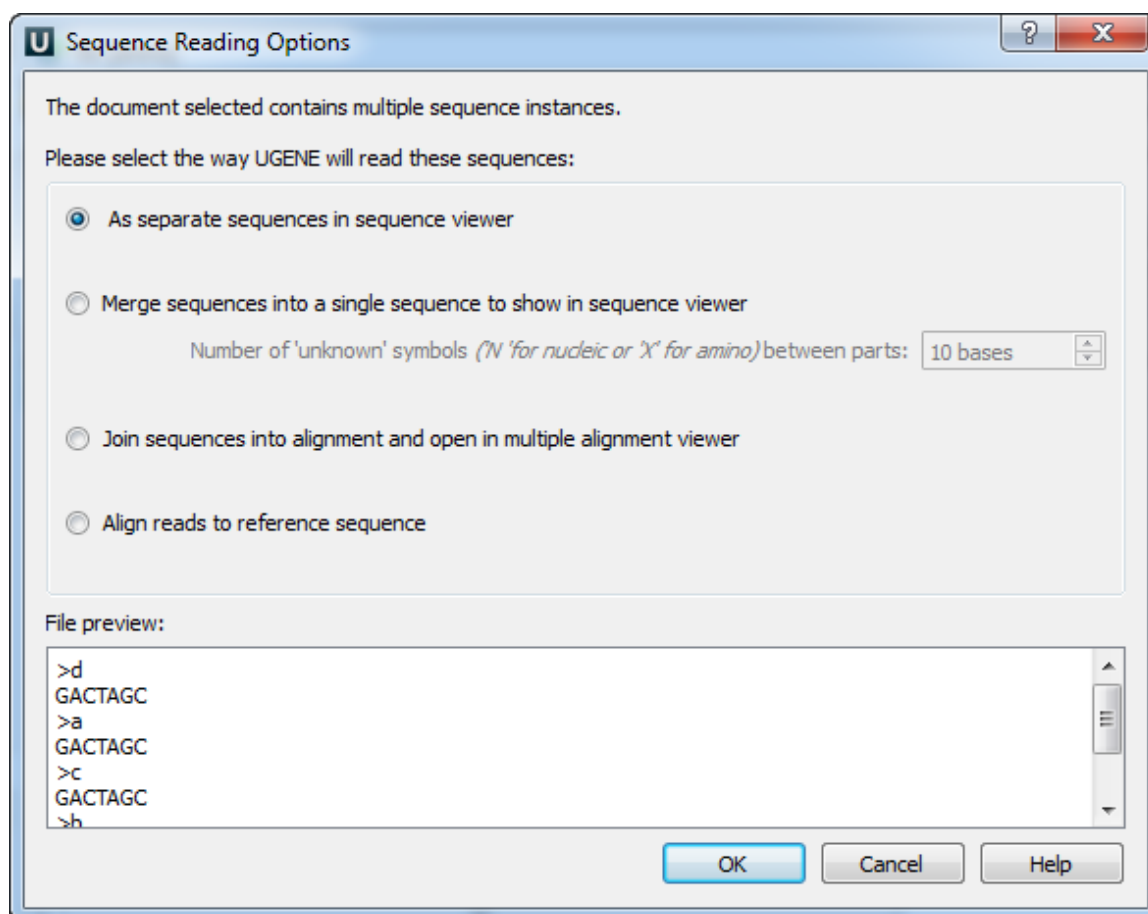 U Sequence Reading Options
The document selected contains multiple sequence instances.
Please select the way UGENE will read these sequences:
As separate sequences in sequence viewer
Merge sequences into a single sequence to show in sequence viewer
Number of 'unknown' symbols ('N 'for nucleic or 'X' for amino) between parts: 10 bases
Join sequences into alignment and open in multiple alignment viewer
Align reads to reference sequence
File preview:
>d
GACTAGC
>a
GACTAGC
>c
GACTAGC
OK Cancel Help